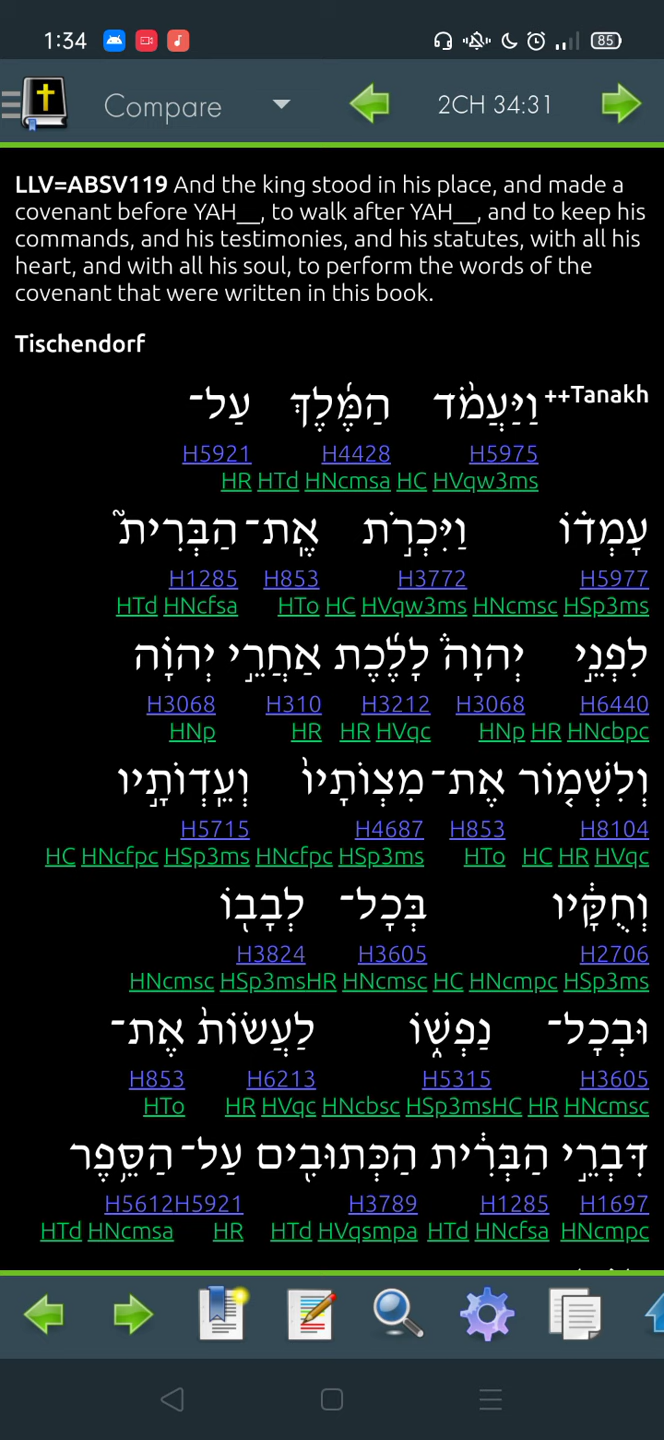 1:34
85
Compare
2CH 34:31
LLV=ABSV119 And the king stood in his place, and made a
covenant before YAH__, to walk after YAH__, and to keep his
commands, and his testimonies, and his statutes, with all his
heart, and with all his soul, to perform the words of the
covenant that were written in this book.
Tischendorf
++Tanakh וַיַּעֲמֹ֨ד הַמֶּ֜לֶךְ עַל־
H5921 H4428 H5975
HR HTd HNcmsa HC HVqw3ms
עָמְד֗וֹ וַיִּכְרֹ֣ת אֶֽת־ הַבְּרִית֮
H1285 H853 H3772 H5977
HTd HNcfsa HTo HC HVqw3ms HNcmsc HSp3ms
לִפְנֵ֣י יְהוָה֒ לָלֶ֜כֶת אַחֲרֵ֣י יְהוָ֗ה
H3068 H310 H3212 H3068 H6440
HNp HR HR HVqc HNp HR HNcbpc
וְלִשְׁמ֤וֹר אֶת־ מִצְוֺתָיו֙ וְעֵֽדְוֺתָ֣יו
H5715 H4687 H853 H8104
HC HNcfpc HSp3ms HNcfpc HSp3ms HTo HC HR HVqc
וְחֻקָּ֔יו בְּכָל־ לְבָב֖וֹ
H3824 H3605 H2706
HNcmsc HSp3msHR HNcmsc HC HNcmpc HSp3ms
וּבְכָל־ נַפְשׁ֑וֹ לַעֲשׂוֹת֙ אֶת־
H853 H6213 H5315 H3605
HTo HR HVqc HNcbsc HSp3msHC HR HNcmsc
דִּבְרֵ֣י הַבְּרִ֔ית הַכְּתוּבִ֖ים עַל־ הַסֵּ֥פֶר
H5612H5921 H3789 H1285 H1697
HTd HNcmsa HR HTd HVqsmpa HTd HNcfsa HNcmpc